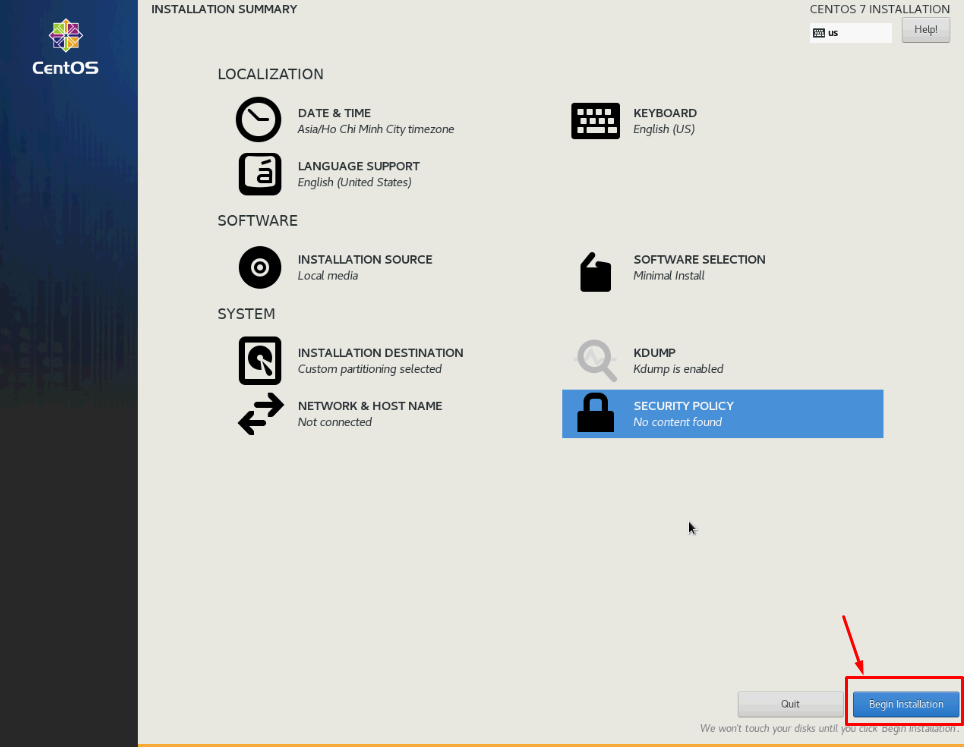 INSTALLATION SUMMARY
CENTOS 7 INSTALLATION
us
Help!
CentOS
LOCALIZATION
DATE & TIME
Asia/Ho Chi Minh City timezone
KEYBOARD
English (US)
LANGUAGE SUPPORT
English (United States)
SOFTWARE
INSTALLATION SOURCE
Local media
SOFTWARE SELECTION
Minimal Install
SYSTEM
INSTALLATION DESTINATION
Custom partitioning selected
KDUMP
Kdump is enabled
NETWORK & HOST NAME
Not connected
SECURITY POLICY
No content found
Quit
Begin Installation
We won't touch your disks until you click 'Begin Installation'.